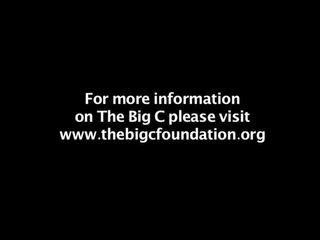 For more information
on The Big C please visit
www.thebigcfoundation.org